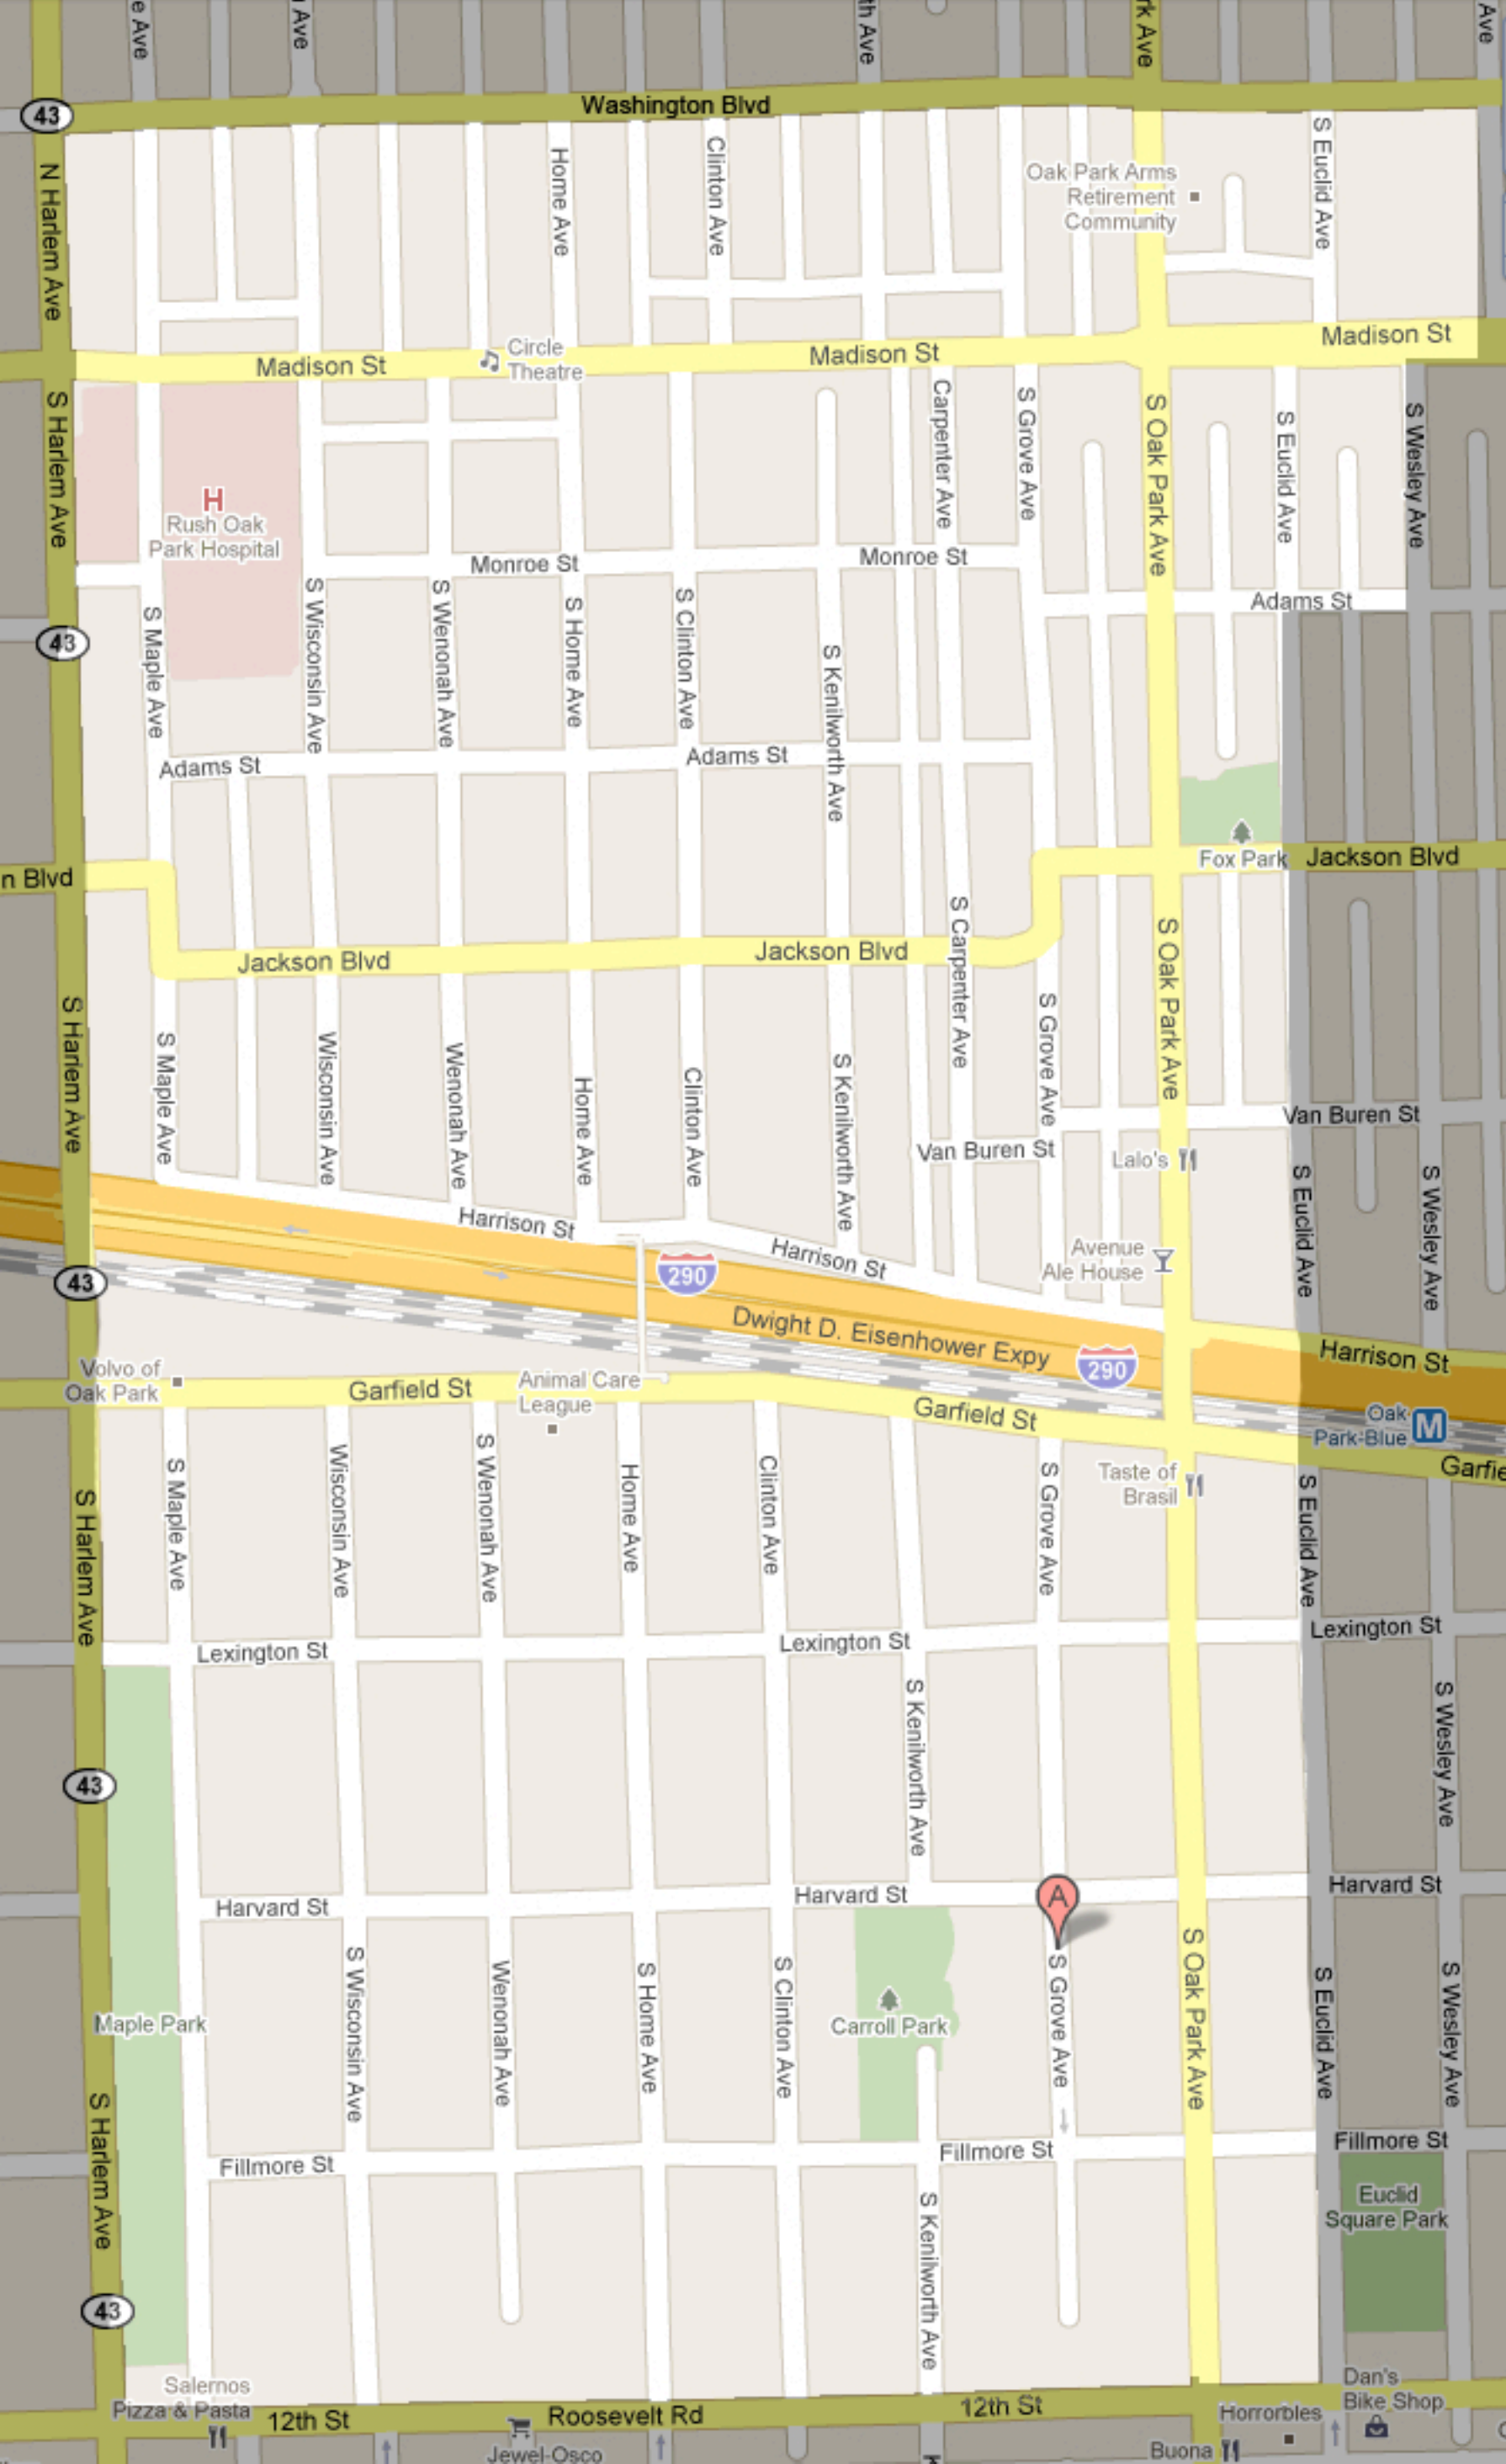 e Ave
Ave
th Ave
rk Ave
Ave
Washington Blvd
43
N Harlem Ave
Home Ave
Clinton Ave
Oak Park Arms
Retirement
Community
S Euclid Ave
Madison St
Circle
Theatre
Madison St
Madison St
S Harlem Ave
Carpenter Ave
S Grove Ave
S Oak Park Ave
S Euclid Ave
S Wesley Ave
H
Rush Oak
Park Hospital
Monroe St
Monroe St
Adams St
43
S Maple Ave
S Wisconsin Ave
S Wenonah Ave
S Home Ave
S Clinton Ave
S Kenilworth Ave
Adams St
Adams St
Fox Park
Jackson Blvd
n Blvd
Jackson Blvd
Jackson Blvd
S Carpenter Ave
S Oak Park Ave
S Harlem Ave
S Maple Ave
Wisconsin Ave
Wenonah Ave
Home Ave
Clinton Ave
S Kenilworth Ave
S Grove Ave
Van Buren St
Van Buren St
Lalo's
S Euclid Ave
S Wesley Ave
Harrison St
Harrison St
Avenue
Ale House
43
290
Dwight D. Eisenhower Expy
290
Harrison St
Volvo of
Oak Park
Garfield St
Animal Care
League
Garfield St
Oak
Park-Blue
M
Garfie
S Harlem Ave
S Maple Ave
Wisconsin Ave
S Wenonah Ave
Home Ave
Clinton Ave
S Grove Ave
Taste of
Brasil
S Euclid Ave
Lexington St
Lexington St
Lexington St
S Kenilworth Ave
S Wesley Ave
43
Harvard St
Harvard St
A
Harvard St
S Wisconsin Ave
Wenonah Ave
S Home Ave
S Clinton Ave
Carroll Park
S Grove Ave
S Oak Park Ave
S Euclid Ave
S Wesley Ave
Maple Park
S Harlem Ave
Fillmore St
Fillmore St
Fillmore St
Euclid
Square Park
S Kenilworth Ave
43
Salernos
Pizza & Pasta
12th St
Roosevelt Rd
12th St
Dan's
Bike Shop
Horrorbles
Jewel-Osco
Buona